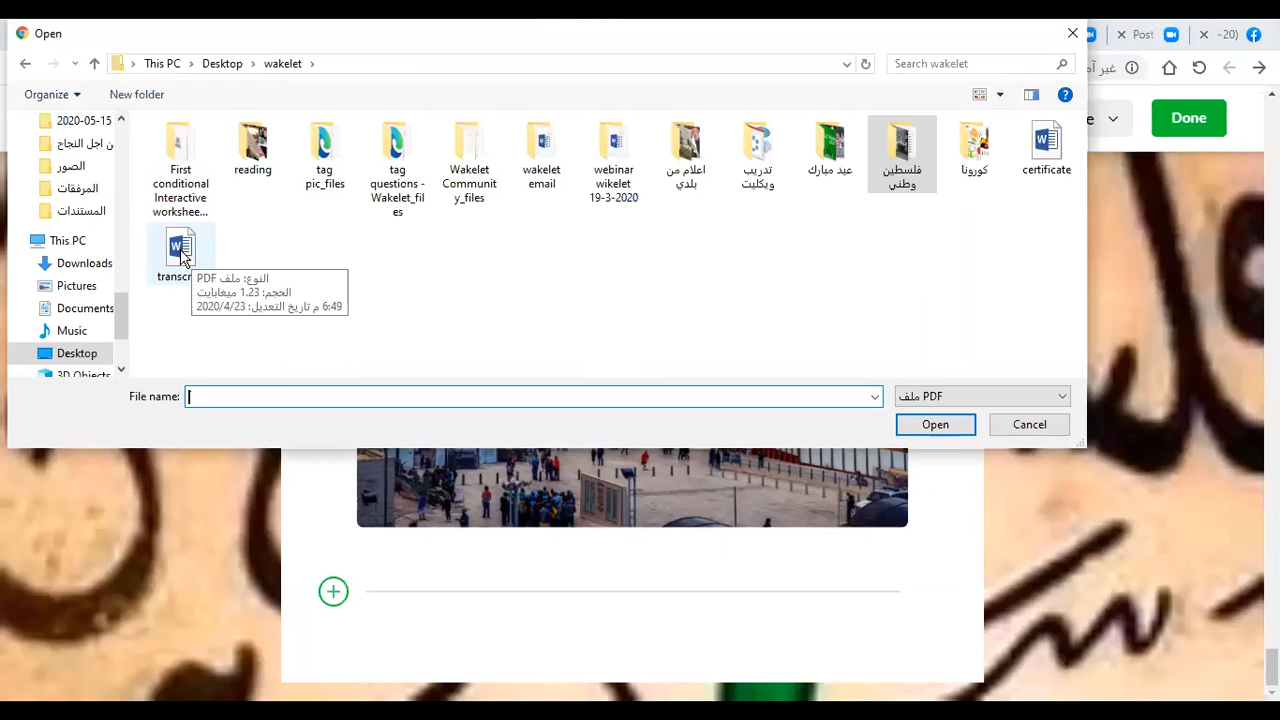 Open
Post
(20-
This PC
Desktop
wakelet
Search wakelet
غير آم
Organize
New folder
Done
2020-05-15
ن اجل النجاح
الصور
المرفقات
المستندات
This PC
Downloads
Pictures
Documents
Music
Desktop
3D Objects
First
conditional
Interactive
workshee...
reading
tag
pic_files
tag
questions -
Wakelet_fil
es
Wakelet
Communit
y_files
wakelet
email
webinar
wikelet
19-3-2020
اعلام من
بلدي
تدريب
ويكليت
عيد مبارك
فلسطين
وطني
كورونا
certificate
transcr
النوع: ملف PDF
الحجم: 1.23 ميغابايت
6:49 م تاريخ التعديل: 2020/4/23
File name:
ملف PDF
Open
Cancel